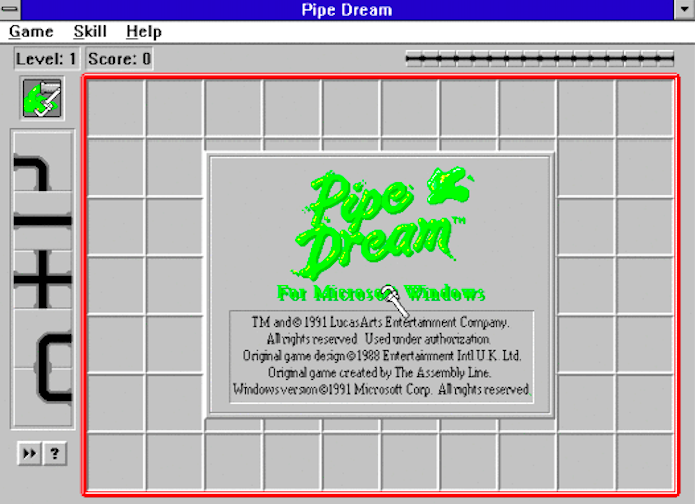 Pipe Dream
Game Skill Help
Level: 1 Score: 0
Pipe
Dream™
For Microsoft Windows
TM and © 1991 LucasArts Entertainment Company.
All rights reserved Used under authorization.
Original game design © 1988 Entertainment Intl U.K. Ltd.
Original game created by The Assembly Line.
Windows version © 1991 Microsoft Corp. All rights reserved.
?